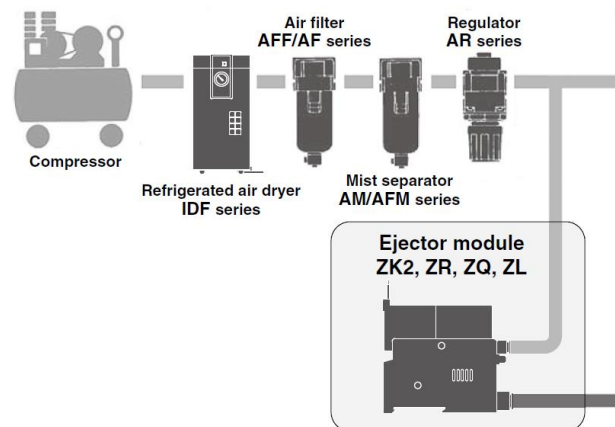 Air filter
AFF/AF series
Regulator
AR series
Compressor
Refrigerated air dryer
IDF series
Mist separator
AM/AFM series
Ejector module
ZK2, ZR, ZQ, ZL